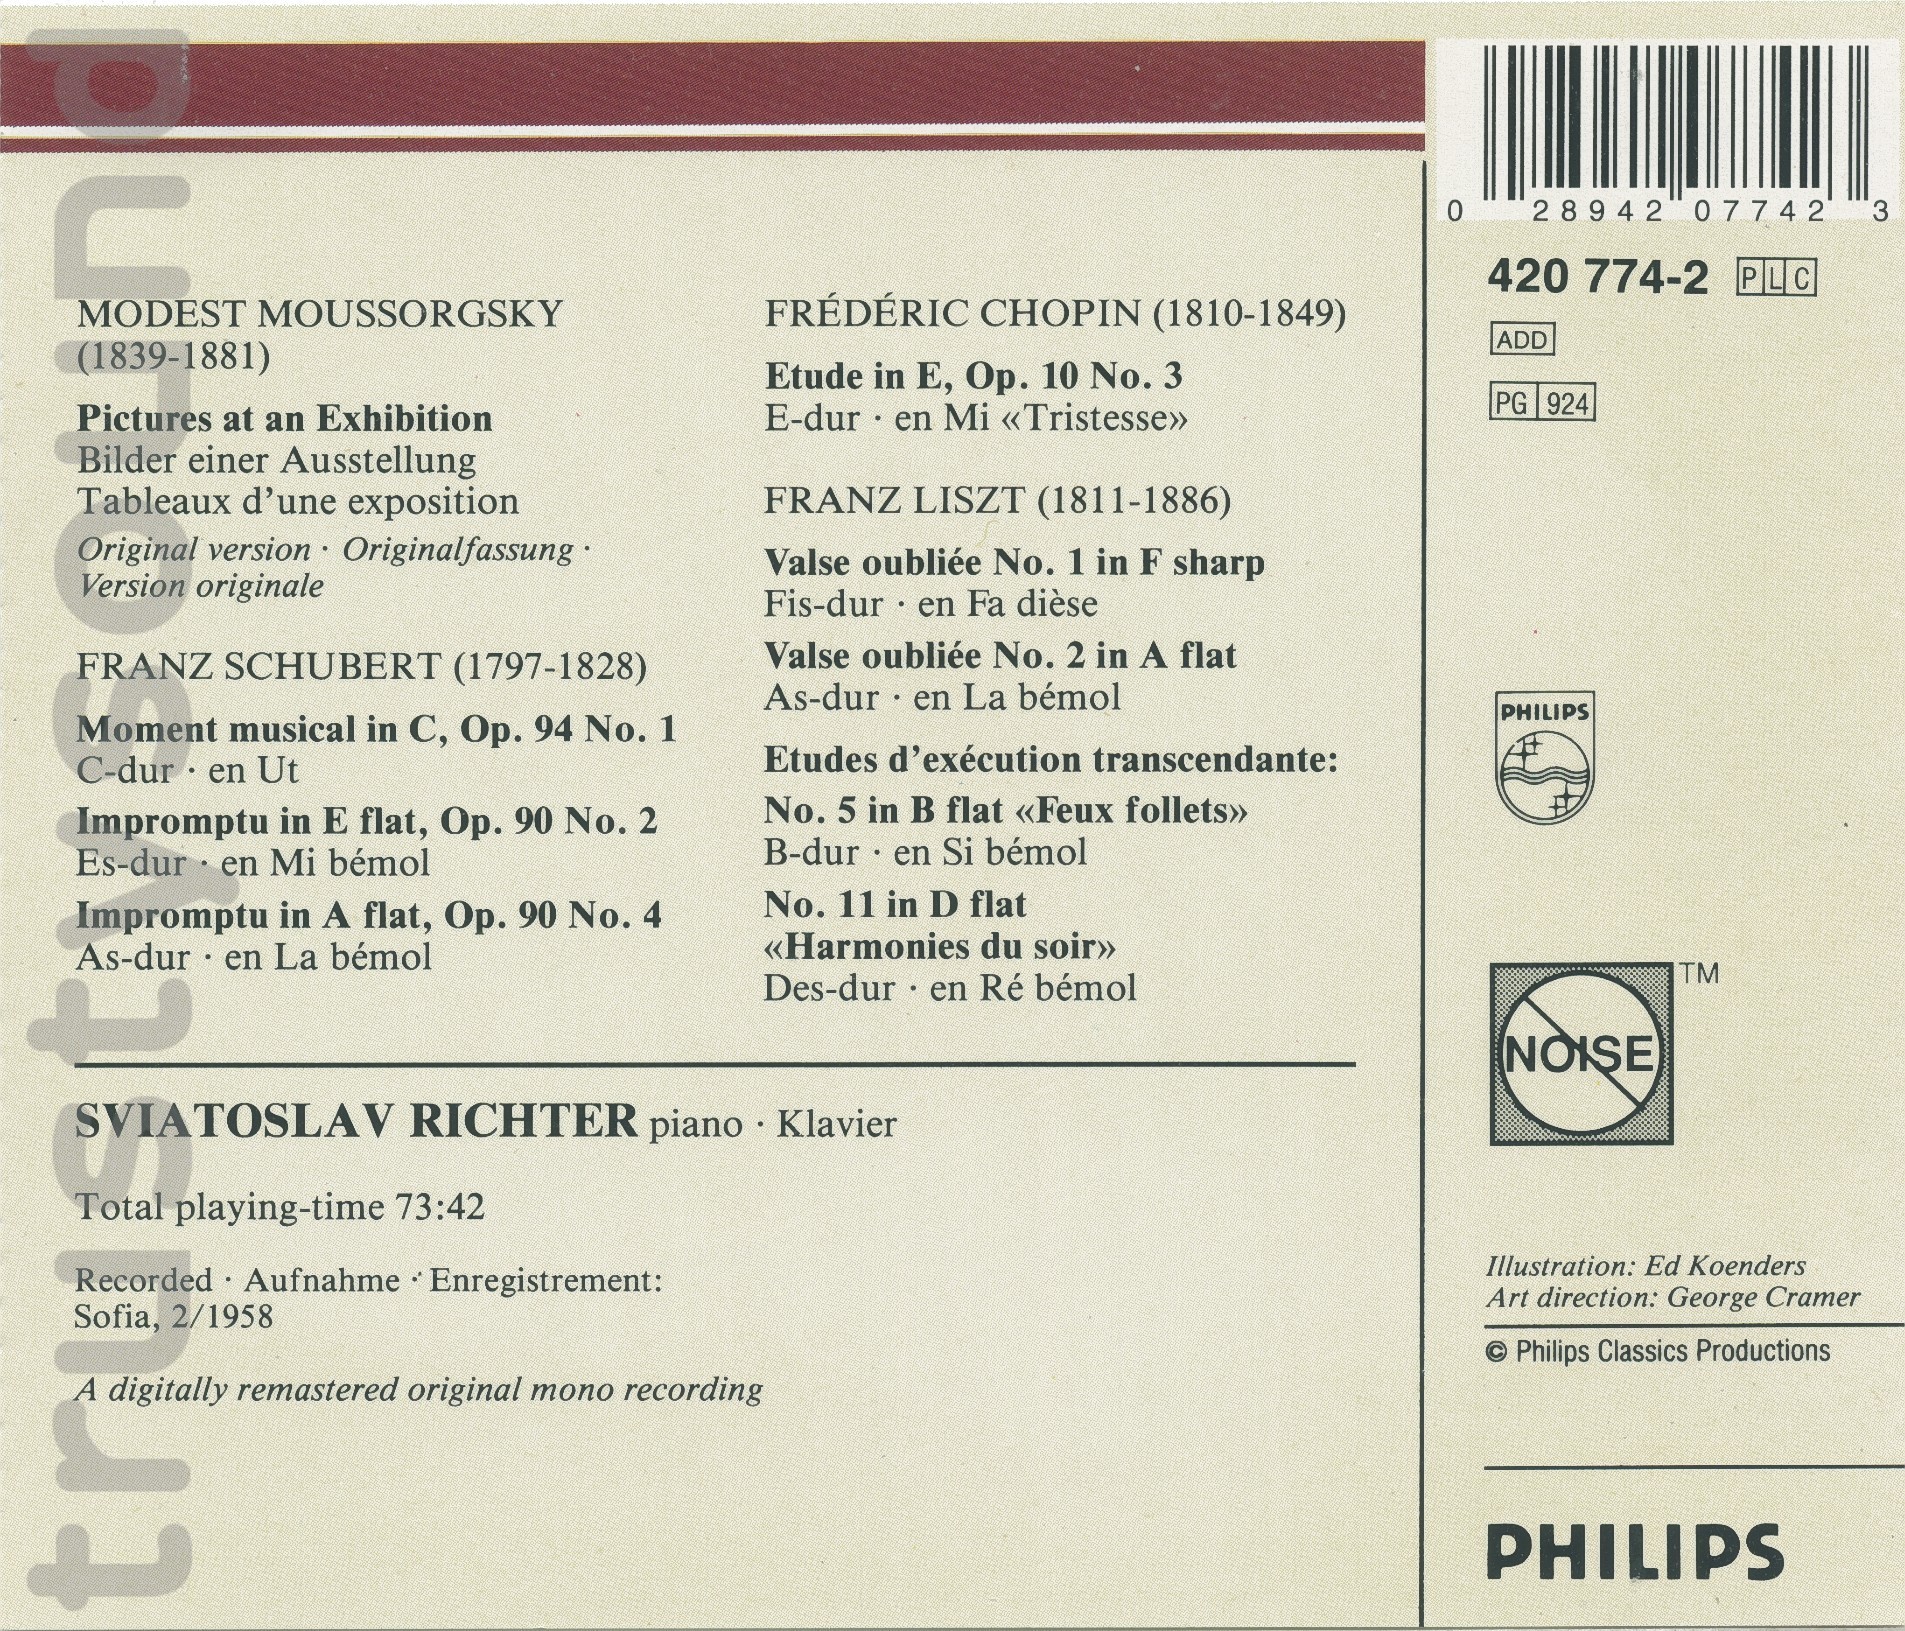 MODEST MOUSSORGSKY
(1839-1881)
Pictures at an Exhibition
Bilder einer Ausstellung
Tableaux d'une exposition
Original version · Originalfassung ·
Version originale
FRANZ SCHUBERT (1797-1828)
Moment musical in C, Op. 94 No. 1
C-dur · en Ut
Impromptu in E flat, Op. 90 No. 2
Es-dur · en Mi bémol
Impromptu in A flat, Op. 90 No. 4
As-dur · en La bémol
FRÉDÉRIC CHOPIN (1810-1849)
Etude in E, Op. 10 No. 3
E-dur · en Mi «Tristesse»
FRANZ LISZT (1811-1886)
Valse oubliée No. 1 in F sharp
Fis-dur · en Fa dièse
Valse oubliée No. 2 in A flat
As-dur · en La bémol
Etudes d'exécution transcendante:
No. 5 in B flat «Feux follets»
B-dur · en Si bémol
No. 11 in D flat
«Harmonies du soir»
Des-dur · en Ré bémol
SVIATOSLAV RICHTER piano · Klavier
Total playing-time 73:42
Recorded · Aufnahme · Enregistrement:
Sofia, 2/1958
A digitally remastered original mono recording
0 28942 07742 3
420 774-2 PLC
ADD
PG 924
PHILIPS
NOISE TM
Illustration: Ed Koenders
Art direction: George Cramer
© Philips Classics Productions
PHILIPS
trustysound